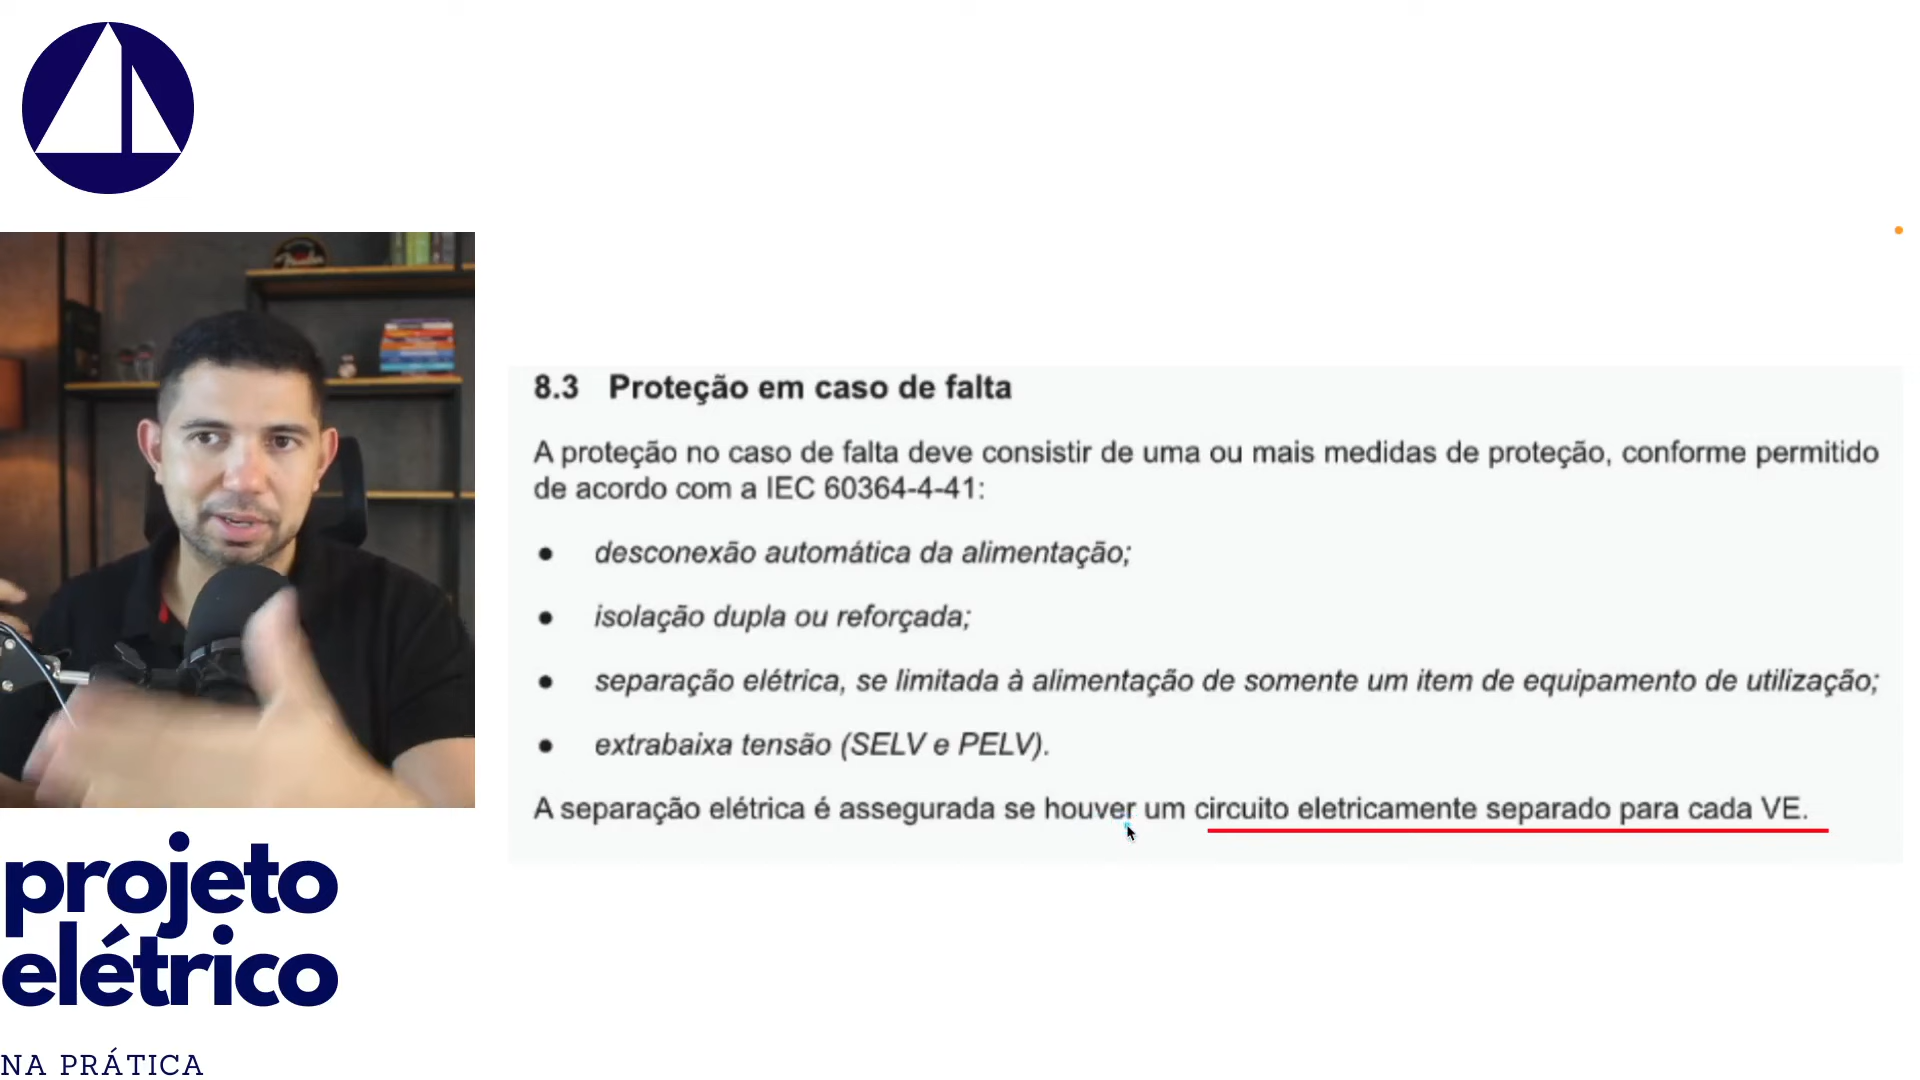 8.3 Proteção em caso de falta
A proteção no caso de falta deve consistir de uma ou mais medidas de proteção, conforme permitido
de acordo com a IEC 60364-4-41:
● desconexão automática da alimentação;
● isolação dupla ou reforçada;
● separação elétrica, se limitada à alimentação de somente um item de equipamento de utilização;
● extrabaixa tensão (SELV e PELV).
A separação elétrica é assegurada se houver um circuito eletricamente separado para cada VE.
projeto
elétrico
NA PRÁTICA